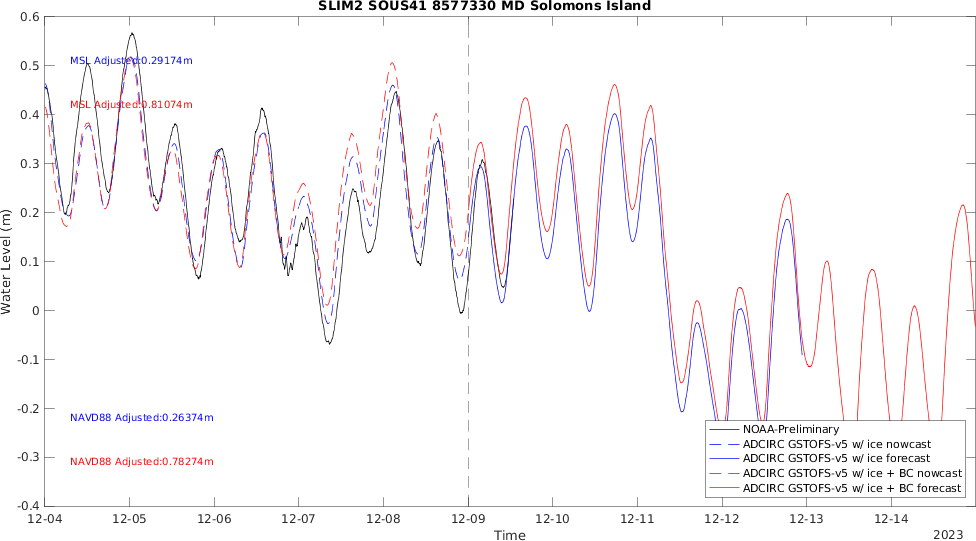 SLIM2 SOUS41 8577330 MD Solomons Island
0.6
0.5
0.4
0.3
0.2
0.1
0
-0.1
-0.2
-0.3
-0.4
Water Level (m)
MSL Adjusted:0.29174m
MSL Adjusted:0.81074m
NAVD88 Adjusted:0.26374m
NAVD88 Adjusted:0.78274m
NOAA-Preliminary
ADCIRC GSTOFS-v5 w/ ice nowcast
ADCIRC GSTOFS-v5 w/ ice forecast
ADCIRC GSTOFS-v5 w/ ice + BC nowcast
ADCIRC GSTOFS-v5 w/ ice + BC forecast
12-04 12-05 12-06 12-07 12-08 12-09 12-10 12-11 12-12 12-13 12-14
Time
2023